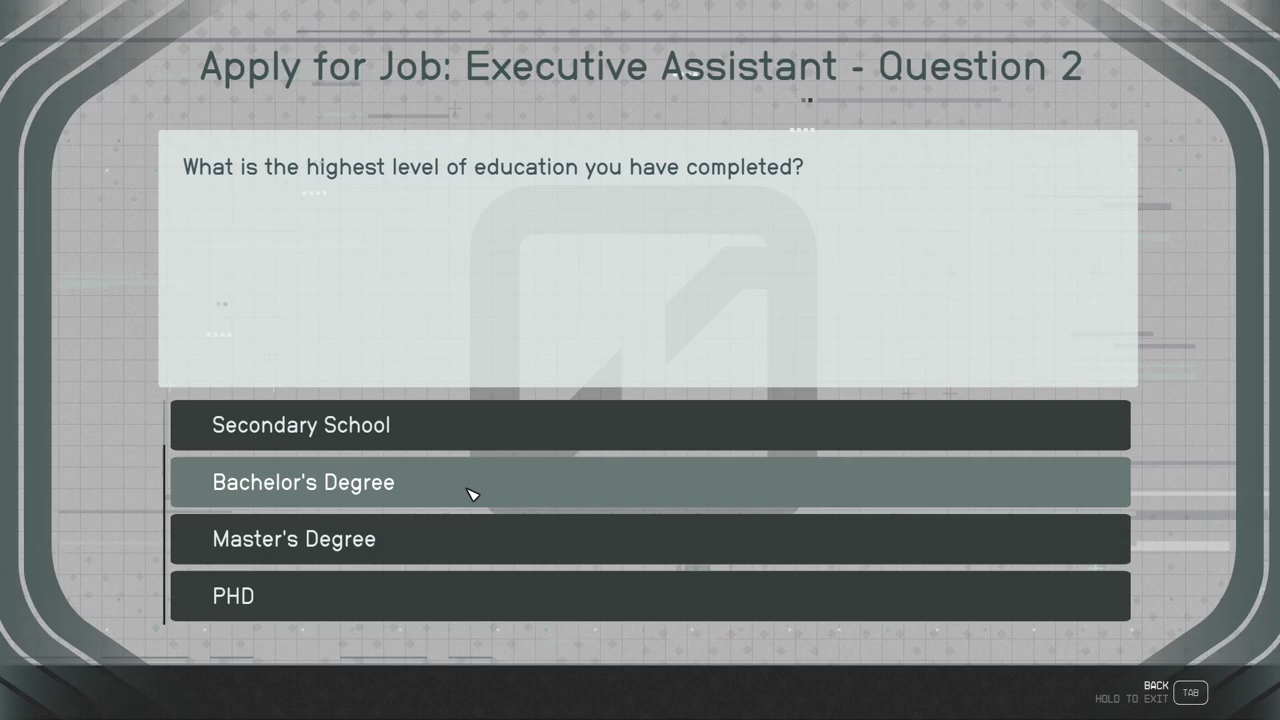 Apply for Job: Executive Assistant - Question 2
What is the highest level of education you have completed?
Secondary School
Bachelor's Degree
Master's Degree
PHD
BACK
HOLD TO EXIT TAB